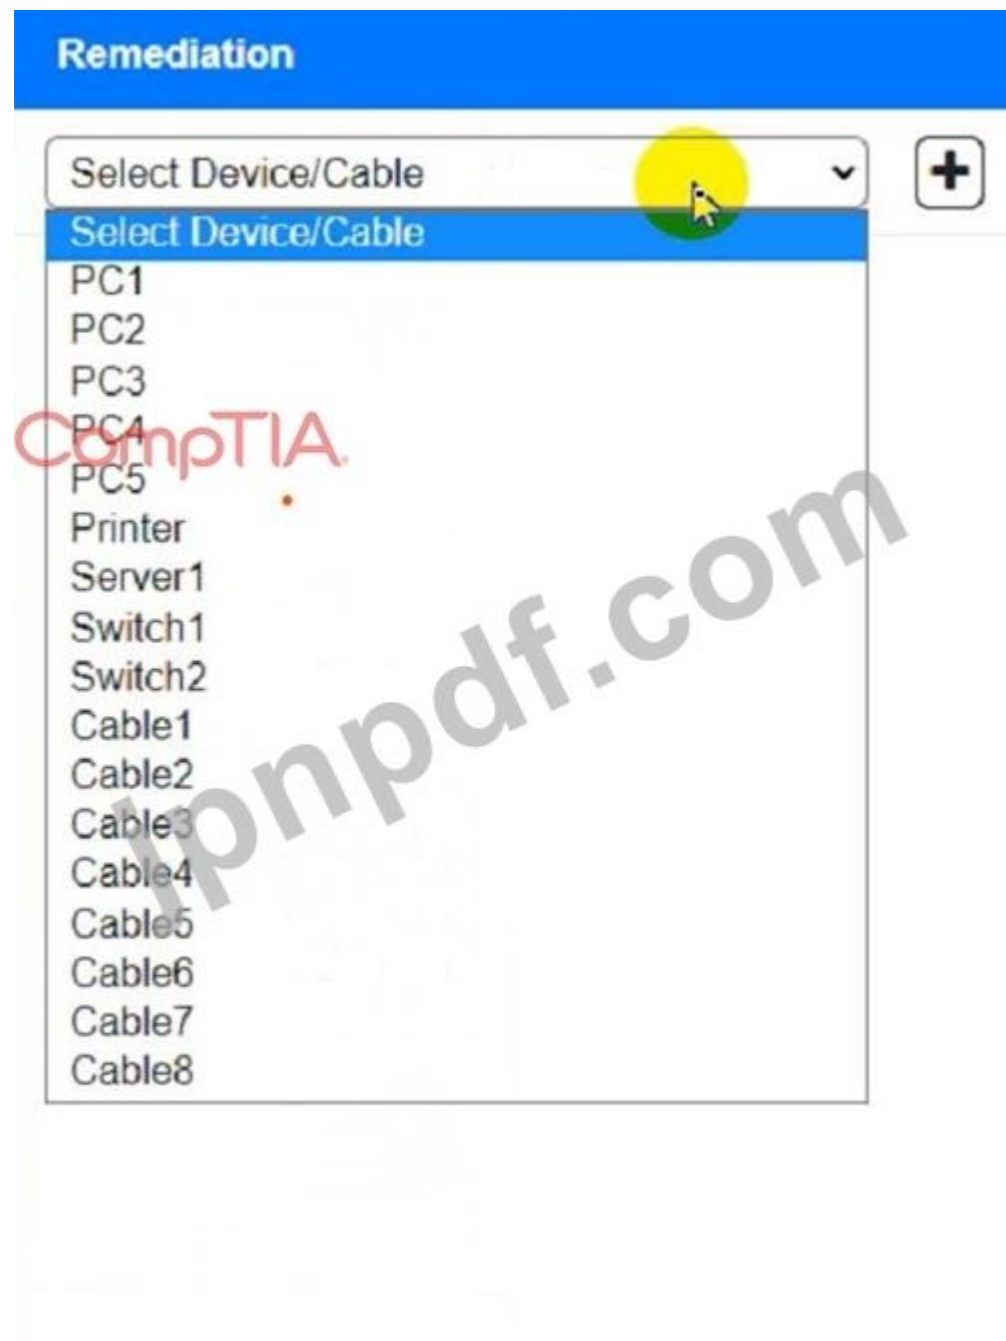 Remediation
Select Device/Cable
Select Device/Cable
PC1
PC2
PC3
PC4
CompTIA.
PC5
Printer
Server1
Switch1
Switch2
Cable1
Cable2
Cable3
Cable4
Cable5
Cable6
Cable7
Cable8
jpnpdf.com